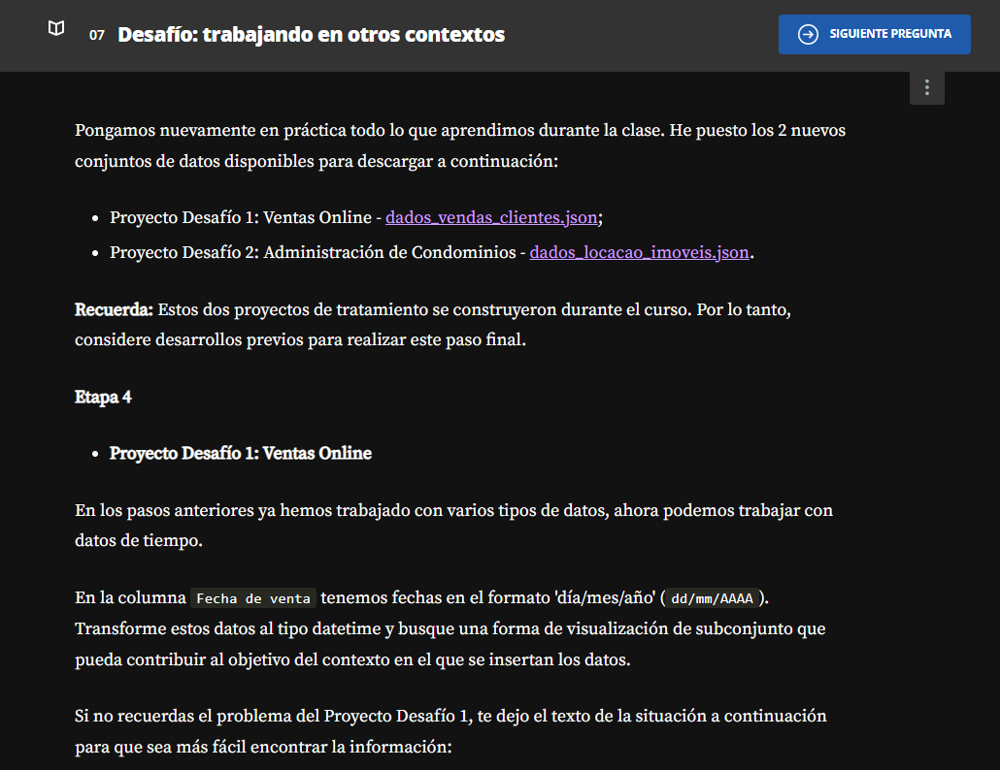 07 Desafío: trabajando en otros contextos
SIGUIENTE PREGUNTA
Pongamos nuevamente en práctica todo lo que aprendimos durante la clase. He puesto los 2 nuevos
conjuntos de datos disponibles para descargar a continuación:
• Proyecto Desafío 1: Ventas Online - dados_vendas_clientes.json;
• Proyecto Desafío 2: Administración de Condominios - dados_locacao_imoveis.json.
Recuerda: Estos dos proyectos de tratamiento se construyeron durante el curso. Por lo tanto,
considere desarrollos previos para realizar este paso final.
Etapa 4
• Proyecto Desafío 1: Ventas Online
En los pasos anteriores ya hemos trabajado con varios tipos de datos, ahora podemos trabajar con
datos de tiempo.
En la columna Fecha de venta tenemos fechas en el formato 'día/mes/año' ( dd/mm/AAAA ).
Transforme estos datos al tipo datetime y busque una forma de visualización de subconjunto que
pueda contribuir al objetivo del contexto en el que se insertan los datos.
Si no recuerdas el problema del Proyecto Desafío 1, te dejo el texto de la situación a continuación
para que sea más fácil encontrar la información: